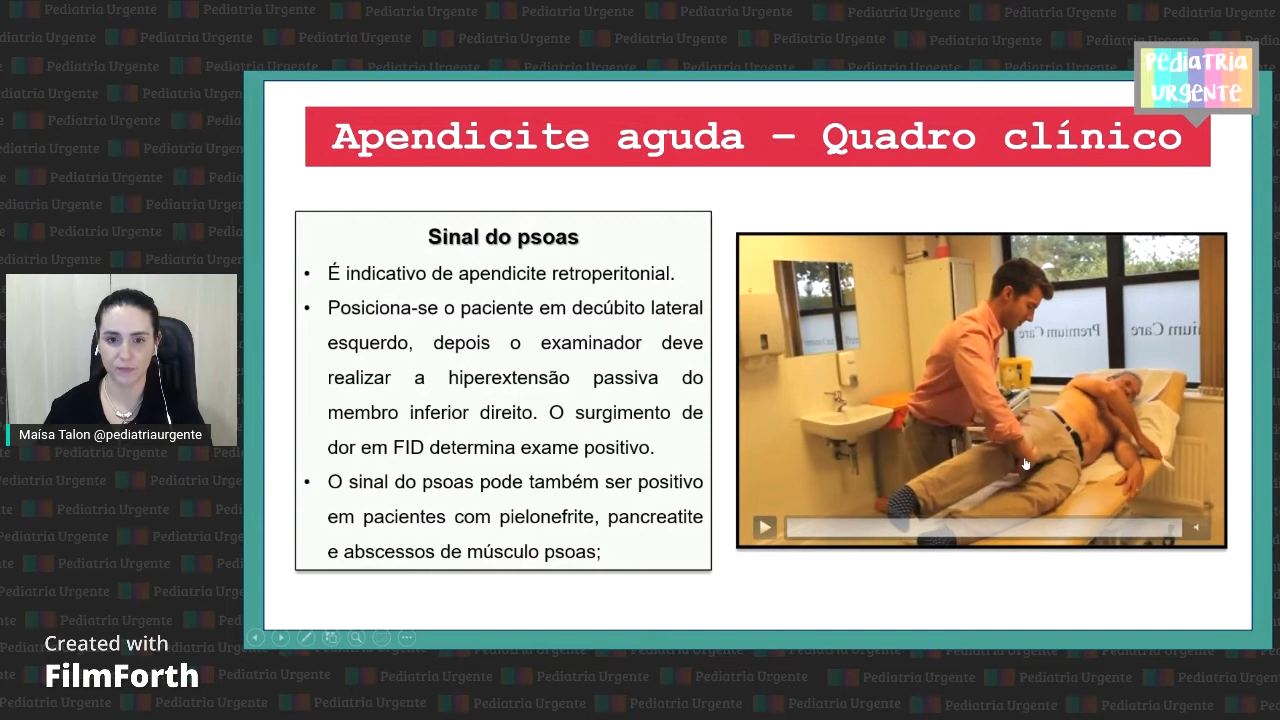 PEDIATRIA
URGENTE
Apendicite aguda – Quadro clínico
Sinal do psoas
• É indicativo de apendicite retroperitonial.
• Posiciona-se o paciente em decúbito lateral
esquerdo, depois o examinador deve
realizar a hiperextensão passiva do
membro inferior direito. O surgimento de
dor em FID determina exame positivo.
• O sinal do psoas pode também ser positivo
em pacientes com pielonefrite, pancreatite
e abscessos de músculo psoas;
Premium Care
nium Care
Maísa Talon @pediatriaurgente
Created with
FilmForth
Pediatria Urgente